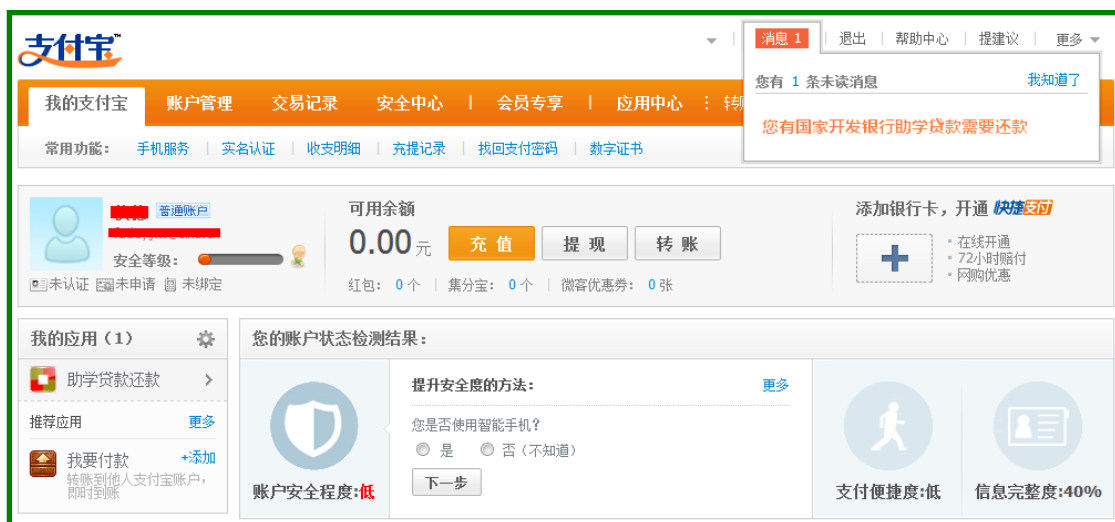 支付宝
消息 1
退出
帮助中心
提建议
更多
您有 1 条未读消息
我知道了
您有国家开发银行助学贷款需要还款
我的支付宝
账户管理
交易记录
安全中心
会员专享
应用中心
常用功能：
手机服务
实名认证
收支明细
充提记录
找回支付密码
数字证书
普通账户
安全等级：
未认证
未申请
未绑定
可用余额
0.00 元
充 值
提 现
转 账
红包： 0 个
集分宝： 0 个
微客优惠券： 0 张
添加银行卡，开通 快捷支付
在线开通
72小时赔付
网购优惠
我的应用（1）
助学贷款还款
推荐应用
更多
我要付款
+添加
转账到他人支付宝账户，
即时到账
您的账户状态检测结果：
账户安全程度:低
提升安全度的方法：
更多
您是否使用智能手机？
是
否（不知道）
下一步
支付便捷度:低
信息完整度:40%